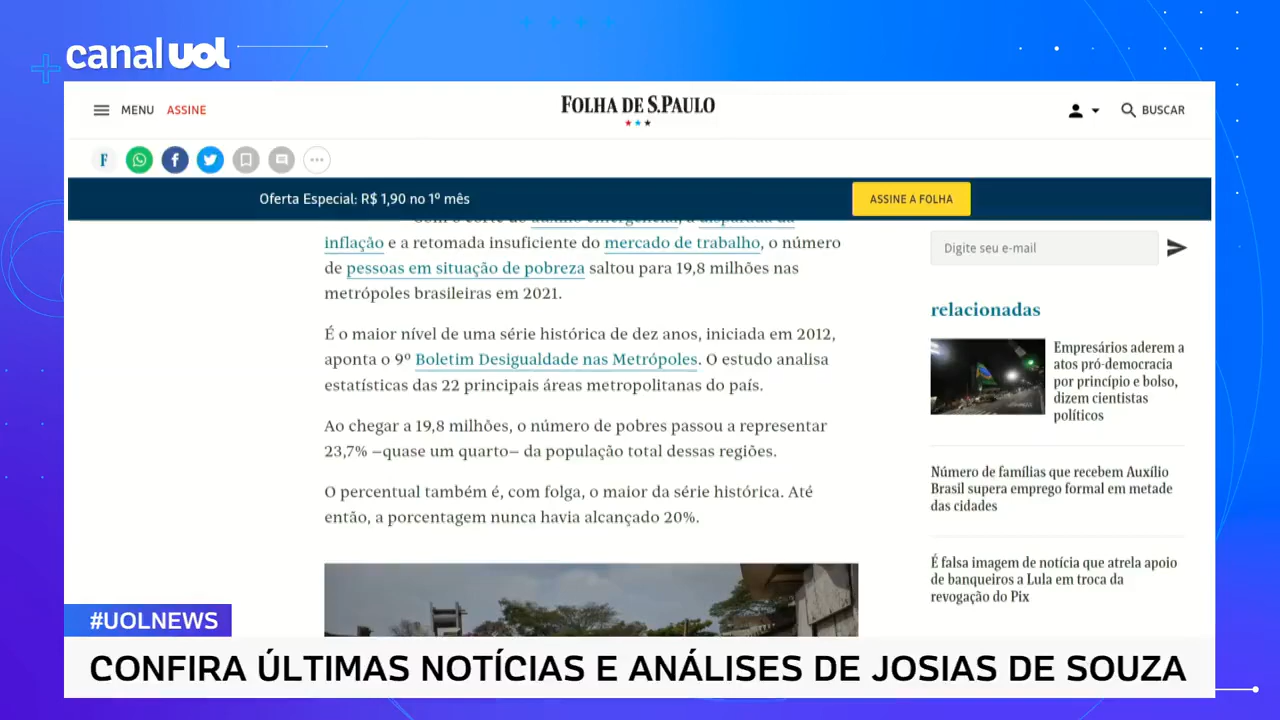 canal UOL
MENU ASSINE
FOLHA DE S.PAULO
BUSCAR
F
Oferta Especial: R$ 1,90 no 1º mês
ASSINE A FOLHA
Com o corte do auxílio emergencial, a disparada da
inflação e a retomada insuficiente do mercado de trabalho, o número
de pessoas em situação de pobreza saltou para 19,8 milhões nas
metrópoles brasileiras em 2021.
É o maior nível de uma série histórica de dez anos, iniciada em 2012,
aponta o 9º Boletim Desigualdade nas Metrópoles. O estudo analisa
estatísticas das 22 principais áreas metropolitanas do país.
Ao chegar a 19,8 milhões, o número de pobres passou a representar
23,7% –quase um quarto– da população total dessas regiões.
O percentual também é, com folga, o maior da série histórica. Até
então, a porcentagem nunca havia alcançado 20%.
Digite seu e-mail
relacionadas
Empresários aderem a
atos pró-democracia
por princípio e bolso,
dizem cientistas
políticos
Número de famílias que recebem Auxílio
Brasil supera emprego formal em metade
das cidades
É falsa imagem de notícia que atrela apoio
de banqueiros a Lula em troca da
revogação do Pix
#UOLNEWS
CONFIRA ÚLTIMAS NOTÍCIAS E ANÁLISES DE JOSIAS DE SOUZA